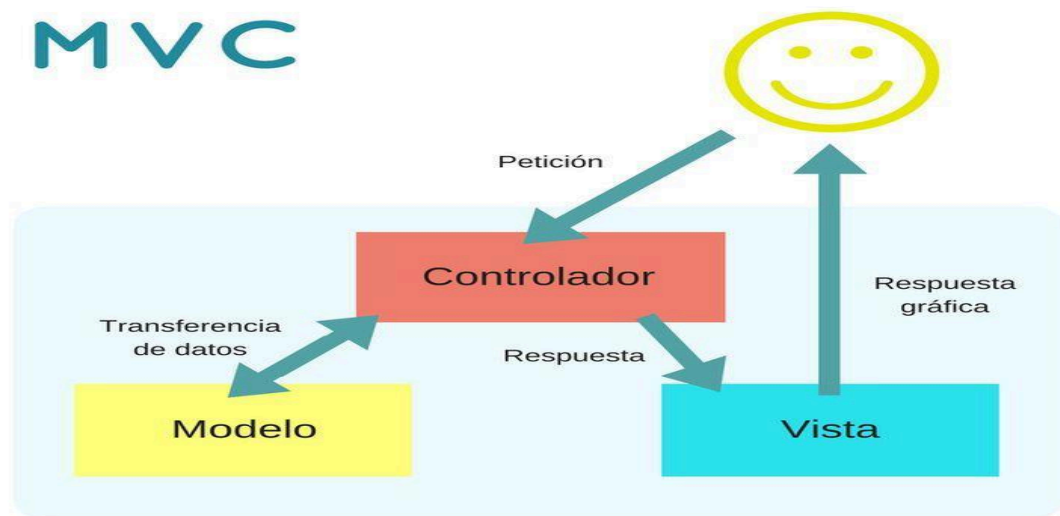 MVC
Petición
Controlador
Respuesta
gráfica
Transferencia
de datos
Respuesta
Modelo
Vista